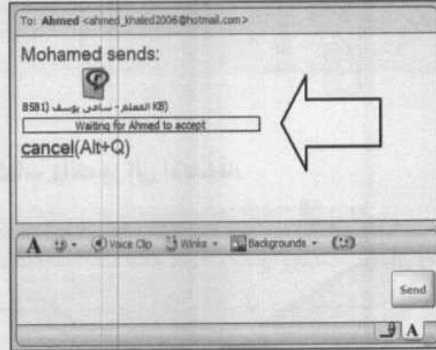 To: Ahmed <ahmed_khaled2006@hotmail.com>
Mohamed sends:
المعلم - سامي يوسف (8581 KB)
Waiting for Ahmed to accept
cancel(Alt+Q)
A Voice Clip Winks Backgrounds
Send
A